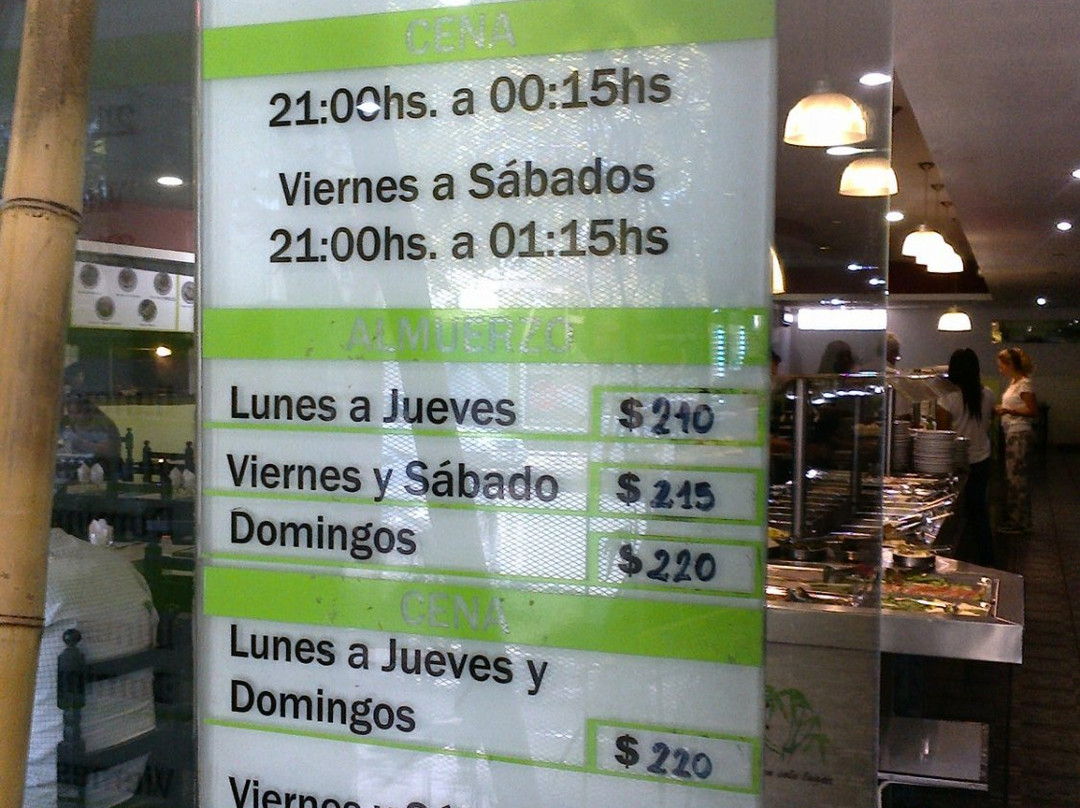 CENA
21:00hs. a 00:15hs
Viernes a Sábados
21:00hs. a 01:15hs
ALMUERZO
Lunes a Jueves $210
Viernes y Sábado $215
Domingos $220
CENA
Lunes a Jueves y
Domingos $220
Viernes y